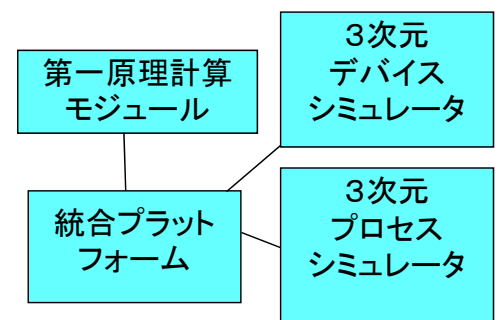 第一原理計算
モジュール
３次元
デバイス
シミュレータ
統合プラット
フォーム
３次元
プロセス
シミュレータ